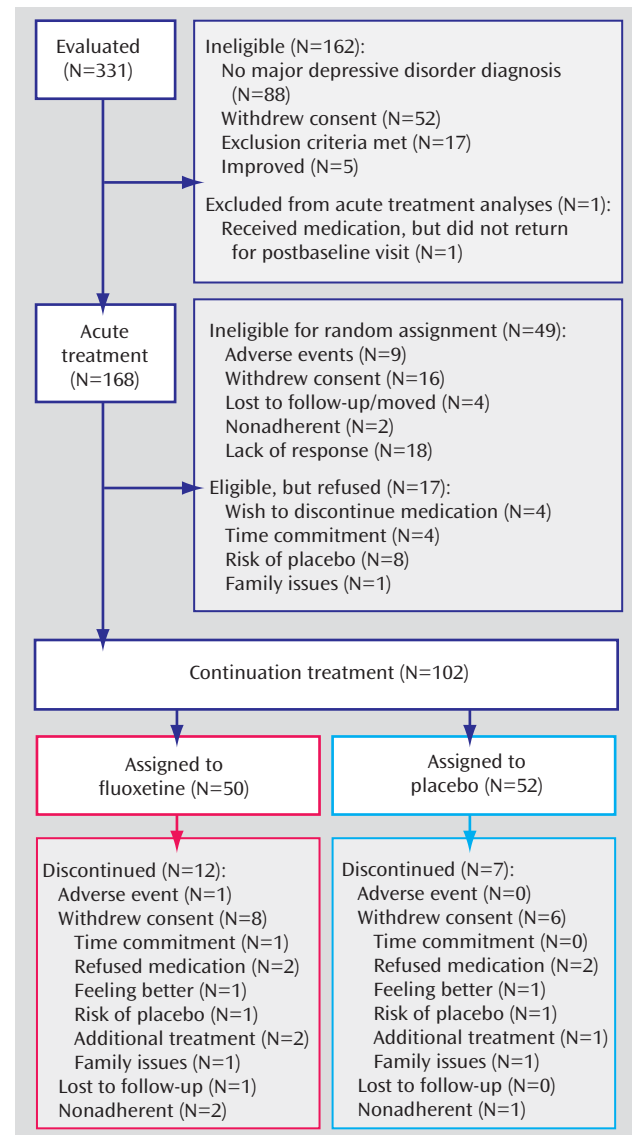 Evaluated
(N=331)
Ineligible (N=162):
No major depressive disorder diagnosis
(N=88)
Withdrew consent (N=52)
Exclusion criteria met (N=17)
Improved (N=5)
Excluded from acute treatment analyses (N=1):
Received medication, but did not return
for postbaseline visit (N=1)
Acute
treatment
(N=168)
Ineligible for random assignment (N=49):
Adverse events (N=9)
Withdrew consent (N=16)
Lost to follow-up/moved (N=4)
Nonadherent (N=2)
Lack of response (N=18)
Eligible, but refused (N=17):
Wish to discontinue medication (N=4)
Time commitment (N=4)
Risk of placebo (N=8)
Family issues (N=1)
Continuation treatment (N=102)
Assigned to
fluoxetine (N=50)
Assigned to
placebo (N=52)
Discontinued (N=12):
Adverse event (N=1)
Withdrew consent (N=8)
Time commitment (N=1)
Refused medication (N=2)
Feeling better (N=1)
Risk of placebo (N=1)
Additional treatment (N=2)
Family issues (N=1)
Lost to follow-up (N=1)
Nonadherent (N=2)
Discontinued (N=7):
Adverse event (N=0)
Withdrew consent (N=6)
Time commitment (N=0)
Refused medication (N=2)
Feeling better (N=1)
Risk of placebo (N=1)
Additional treatment (N=1)
Family issues (N=1)
Lost to follow-up (N=0)
Nonadherent (N=1)